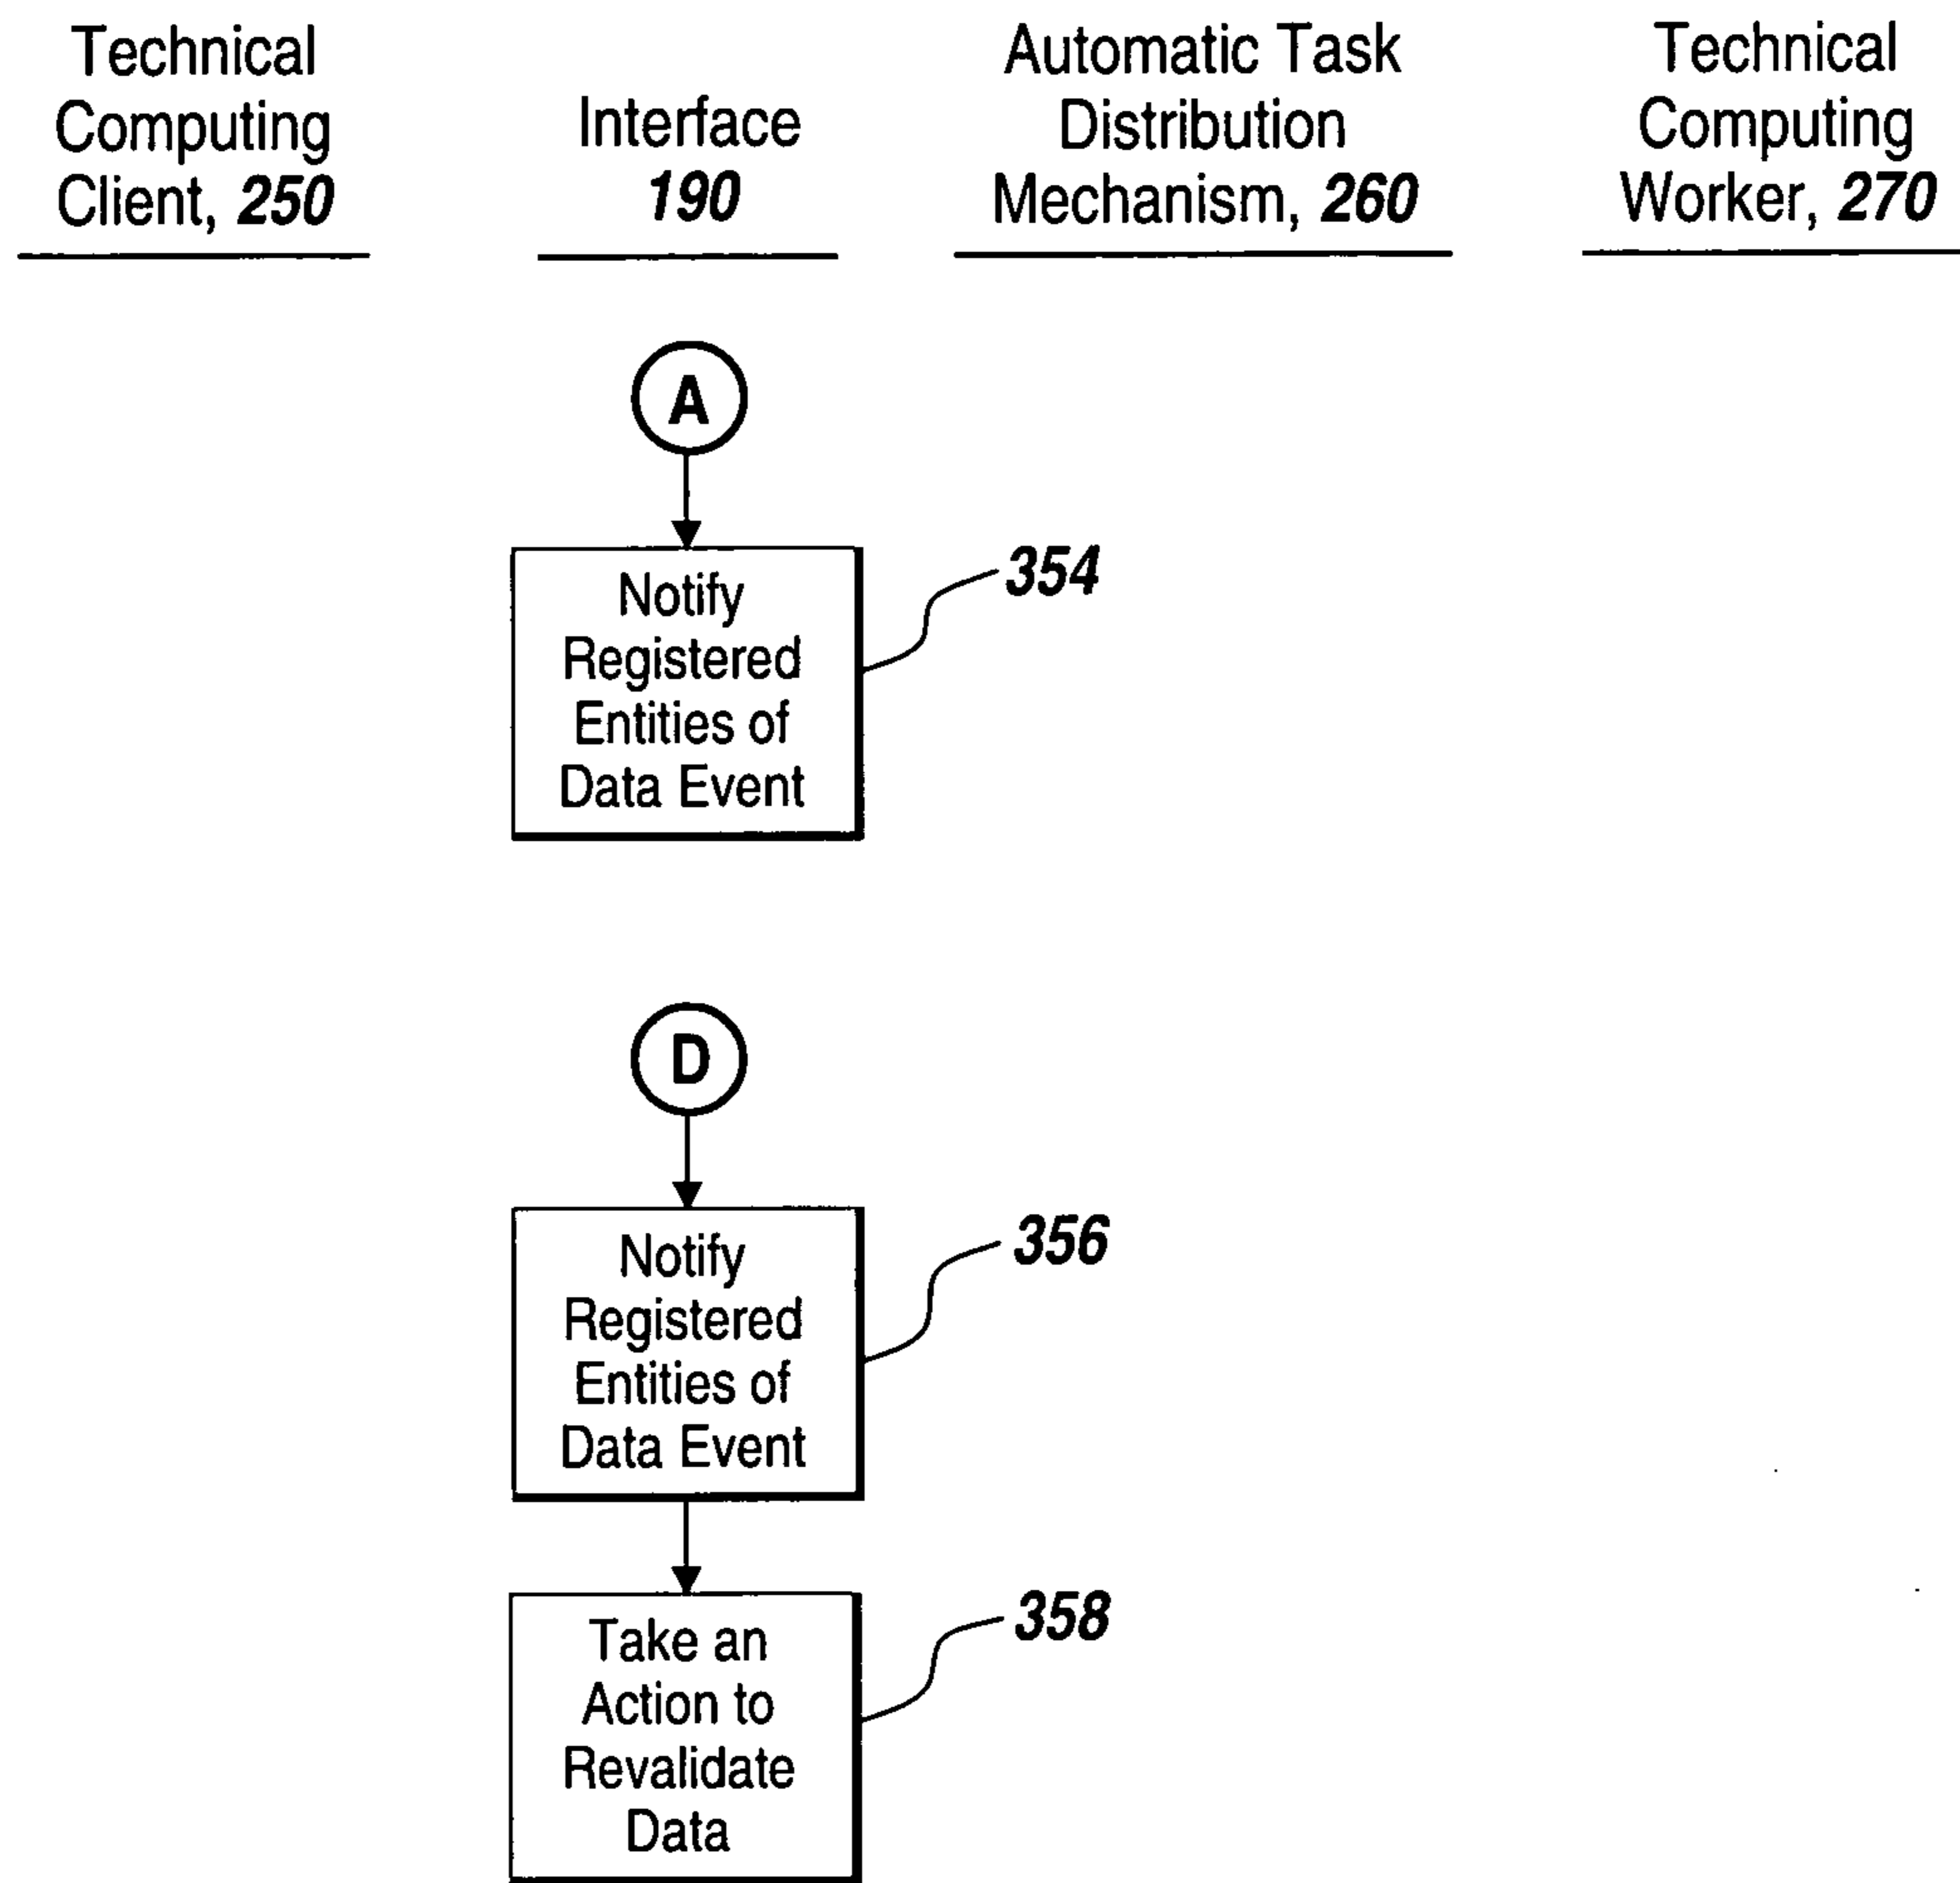 Technical
Computing
Client, 250
Interface
190
Automatic Task
Distribution
Mechanism, 260
Technical
Computing
Worker, 270
A
Notify
Registered
Entities of
Data Event
354
D
Notify
Registered
Entities of
Data Event
356
Take an
Action to
Revalidate
Data
358